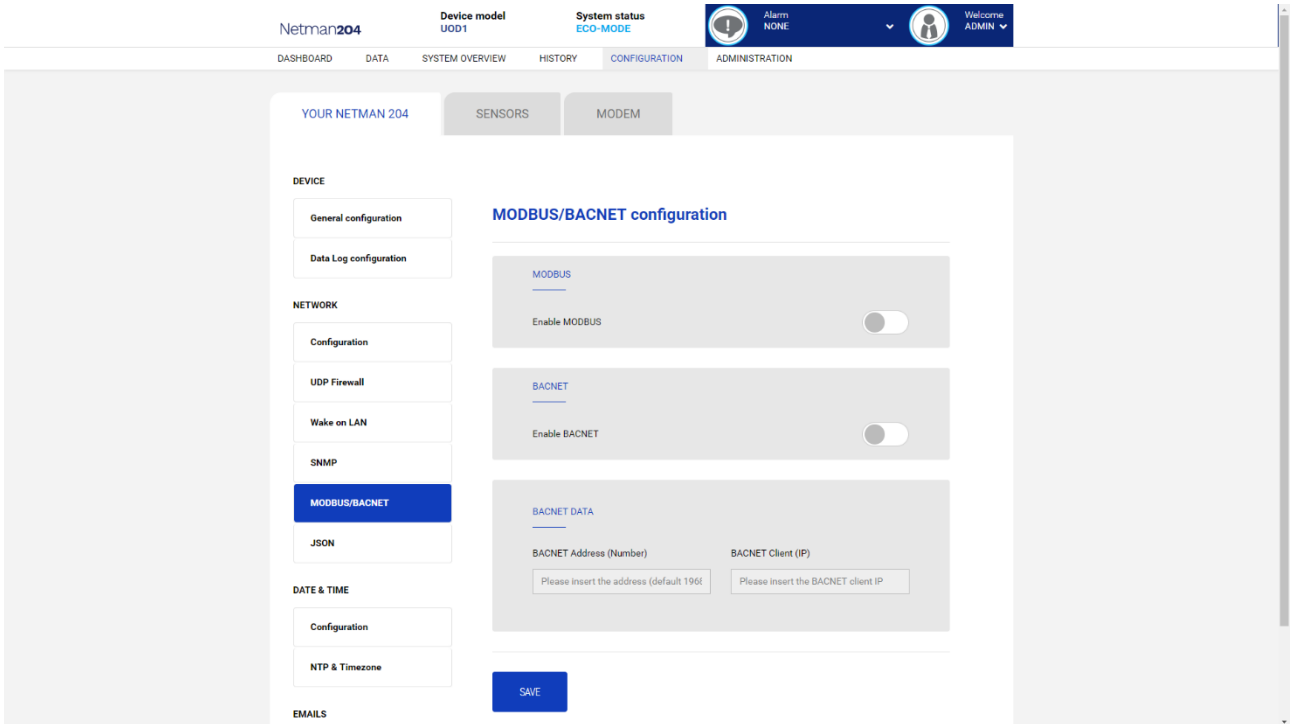 Netman204
Device model
UOD1
System status
ECO-MODE
Alarm
NONE
Welcome
ADMIN
DASHBOARD DATA SYSTEM OVERVIEW HISTORY CONFIGURATION ADMINISTRATION
YOUR NETMAN 204 SENSORS MODEM
DEVICE
General configuration
Data Log configuration
NETWORK
Configuration
UDP Firewall
Wake on LAN
SNMP
MODBUS/BACNET
JSON
DATE & TIME
Configuration
NTP & Timezone
EMAILS
MODBUS/BACNET configuration
MODBUS
Enable MODBUS
BACNET
Enable BACNET
BACNET DATA
BACNET Address (Number) BACNET Client (IP)
Please insert the address (default 1968 Please insert the BACNET client IP
SAVE